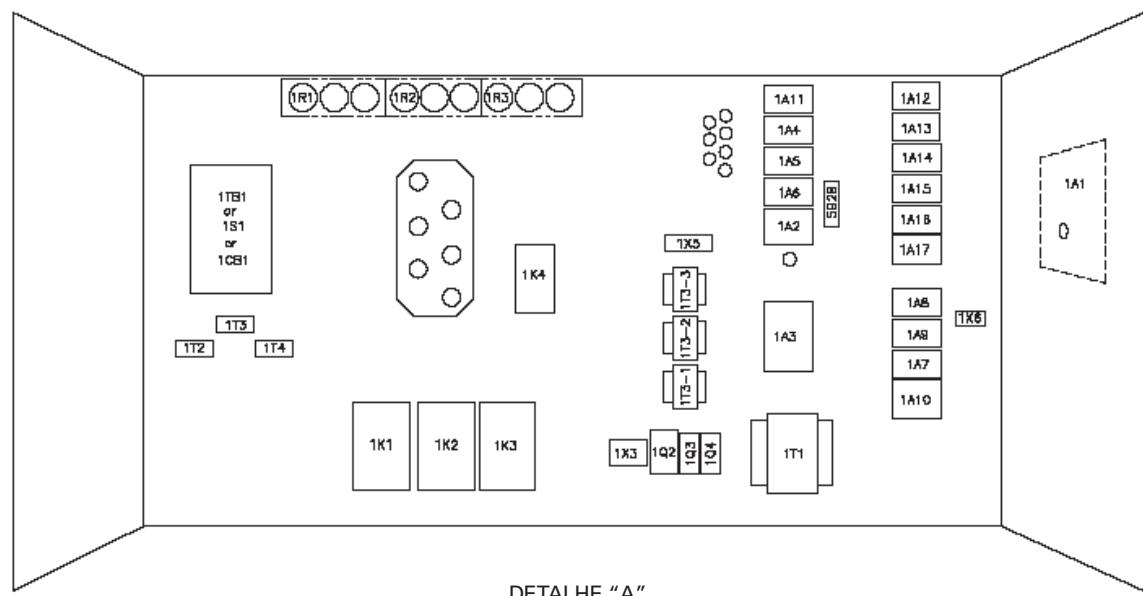 1R1
1R2
1R3
1A11
1A12
1A4
1A13
1A5
1A14
1A6
1A15
SB2B
1A2
1A16
1A17
1A1
1TB1
or
1S1
or
1CB1
1X5
1K4
1T3-3
1T3-2
1T3-1
1A3
1A8
1X6
1A9
1A7
1A10
1T3
1T2
1T4
1K1
1K2
1K3
1X3
1Q2
1Q3
1Q4
1T1
DETALHE “A”